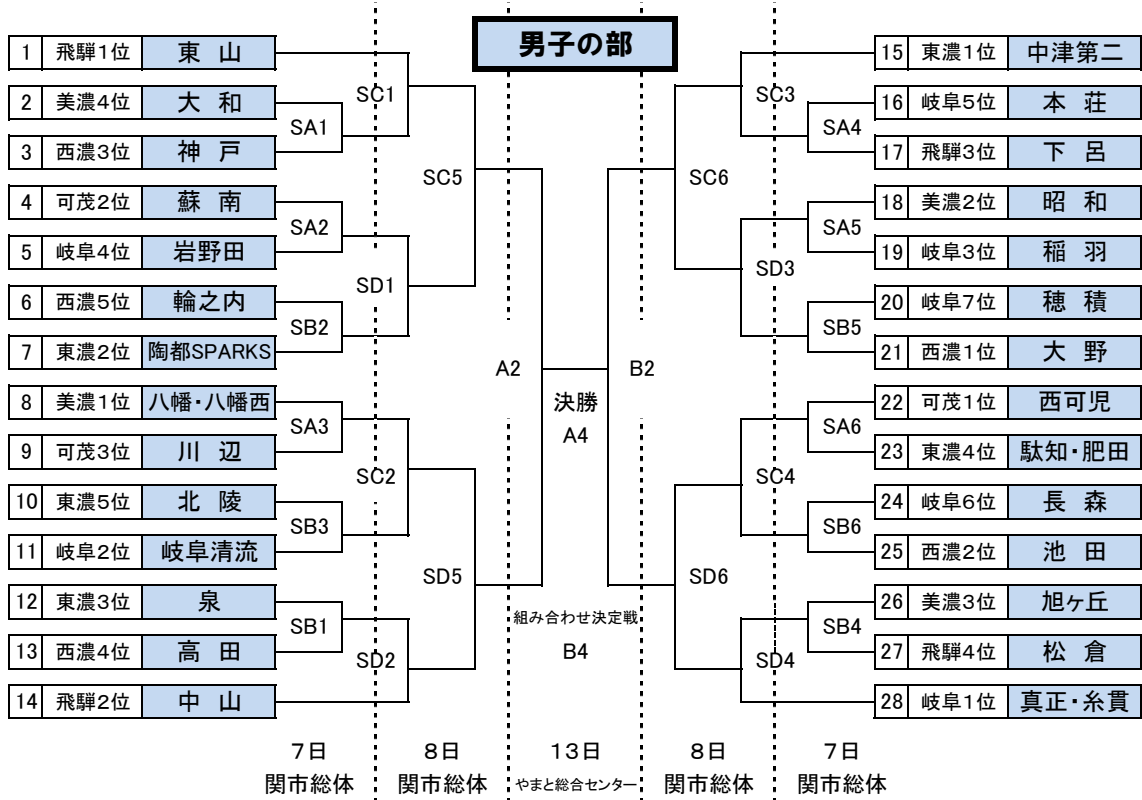 男子の部
1 飛騨1位 東 山
2 美濃4位 大 和
3 西濃3位 神 戸
4 可茂2位 蘇 南
5 岐阜4位 岩野田
6 西濃5位 輪之内
7 東濃2位 陶都SPARKS
8 美濃1位 八幡・八幡西
9 可茂3位 川 辺
10 東濃5位 北 陵
11 岐阜2位 岐阜清流
12 東濃3位 泉
13 西濃4位 高 田
14 飛騨2位 中 山
SA1
SA2
SB2
SA3
SB3
SB1
SC1
SD1
SC2
SD2
SC5
SD5
A2
決勝
A4
組み合わせ決定戦
B4
B2
SC6
SD6
SC3
SD3
SC4
SD4
SA4
SA5
SB5
SA6
SB6
SB4
15 東濃1位 中津第二
16 岐阜5位 本 荘
17 飛騨3位 下 呂
18 美濃2位 昭 和
19 岐阜3位 稲 羽
20 岐阜7位 穂 積
21 西濃1位 大 野
22 可茂1位 西可児
23 東濃4位 駄知・肥田
24 岐阜6位 長 森
25 西濃2位 池 田
26 美濃3位 旭ヶ丘
27 飛騨4位 松 倉
28 岐阜1位 真正・糸貫
7日 8日 13日 8日 7日
関市総体 関市総体 やまと総合センター 関市総体 関市総体